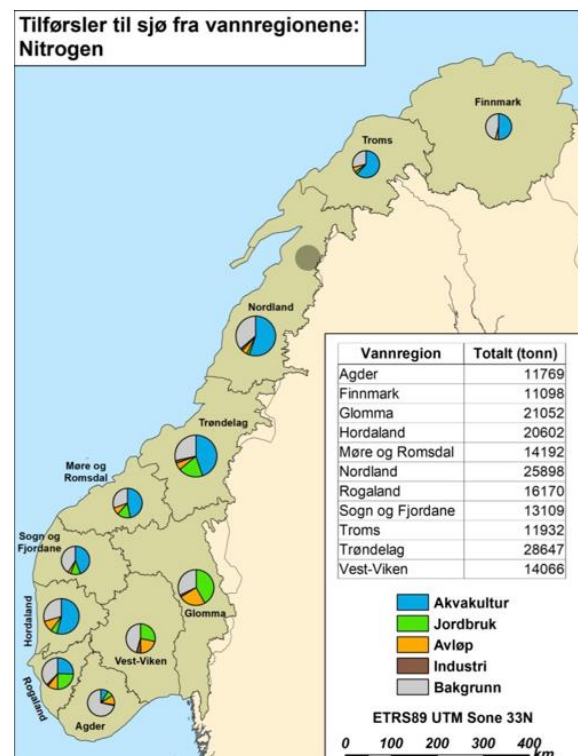 Tilførsler til sjø fra vannregionene:
Nitrogen
Finnmark
Troms
Nordland
Trøndelag
Møre og
Romsdal
Sogn og
Fjordane
Hordaland
Rogaland
Agder
Vest-Viken
Glomma
Vannregion Totalt (tonn)
Agder 11769
Finnmark 11098
Glomma 21052
Hordaland 20602
Møre og Romsdal 14192
Nordland 25898
Rogaland 16170
Sogn og Fjordane 13109
Troms 11932
Trøndelag 28647
Vest-Viken 14066
Akvakultur
Jordbruk
Avløp
Industri
Bakgrunn
ETRS89 UTM Sone 33N
0 100 200 300 400
km